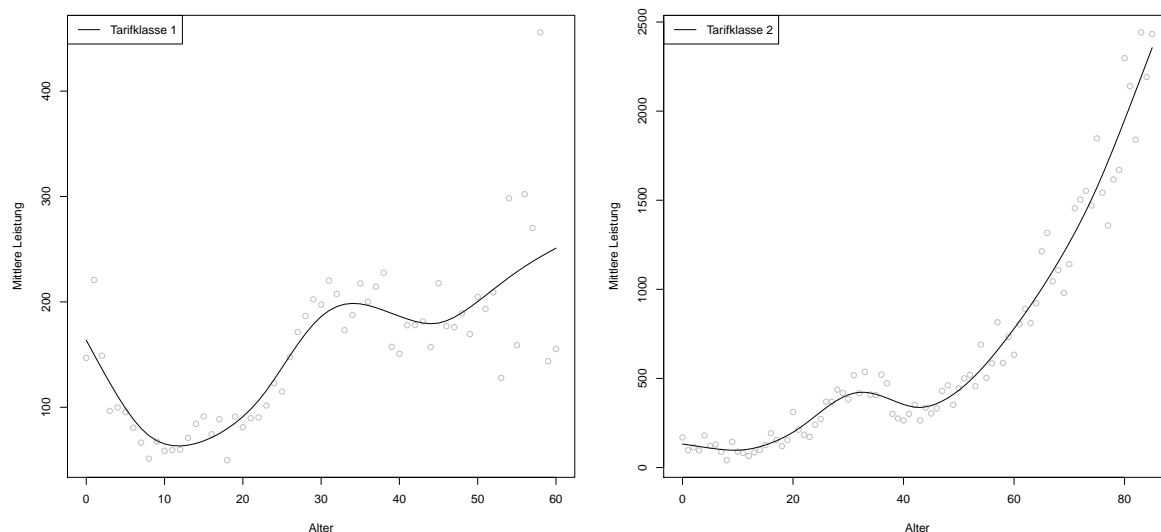 Tarifklasse 1
Mittlere Leistung
400
300
200
100
0 10 20 30 40 50 60
Alter
Tarifklasse 2
Mittlere Leistung
2500
2000
1500
1000
500
0
0 20 40 60 80
Alter